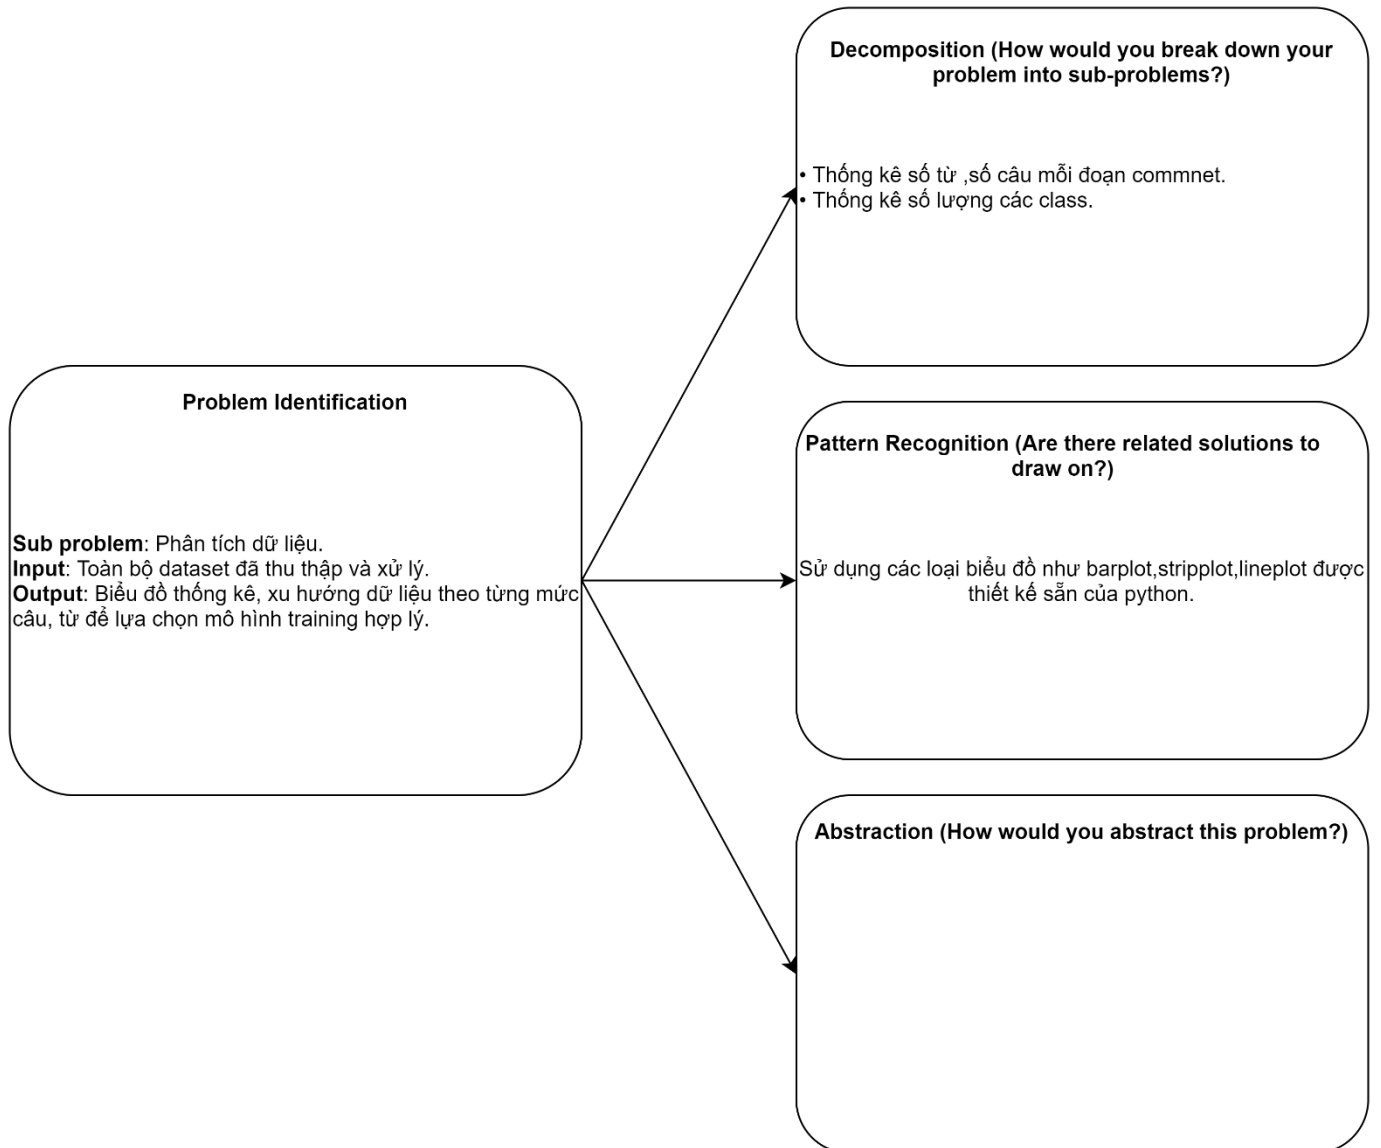 Decomposition (How would you break down your
problem into sub-problems?)
• Thống kê số từ ,số câu mỗi đoạn commnet.
• Thống kê số lượng các class.
Problem Identification
Sub problem: Phân tích dữ liệu.
Input: Toàn bộ dataset đã thu thập và xử lý.
Output: Biểu đồ thống kê, xu hướng dữ liệu theo từng mức
câu, từ để lựa chọn mô hình training hợp lý.
Pattern Recognition (Are there related solutions to
draw on?)
Sử dụng các loại biểu đồ như barplot,stripplot,lineplot được
thiết kế sẵn của python.
Abstraction (How would you abstract this problem?)